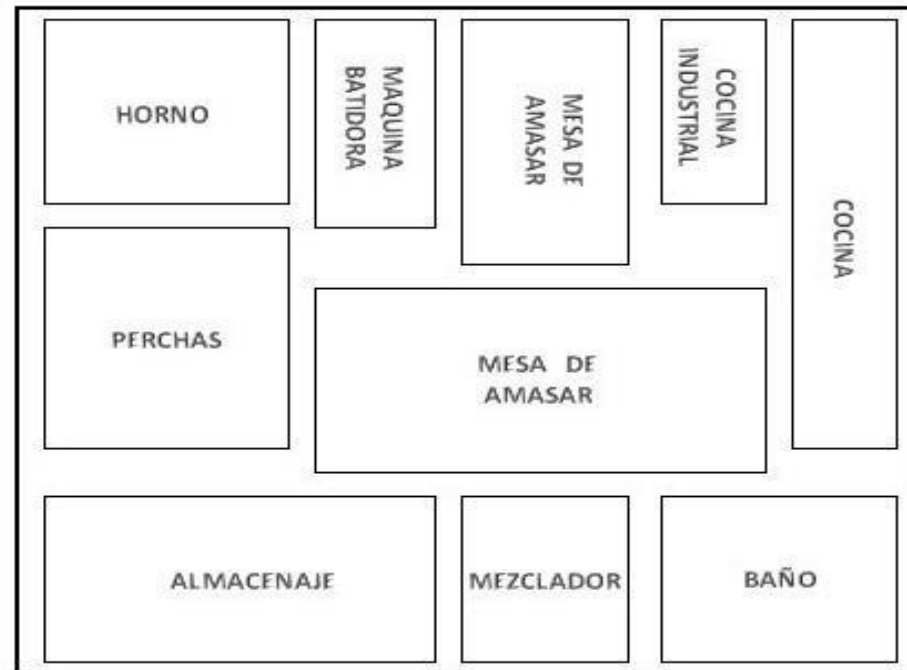 HORNO
MAQUINA
BATIDORA
MESA DE
AMASAR
COCINA
INDUSTRIAL
COCINA
PERCHAS
MESA DE
AMASAR
ALMACENAJE
MEZCLADOR
BAÑO